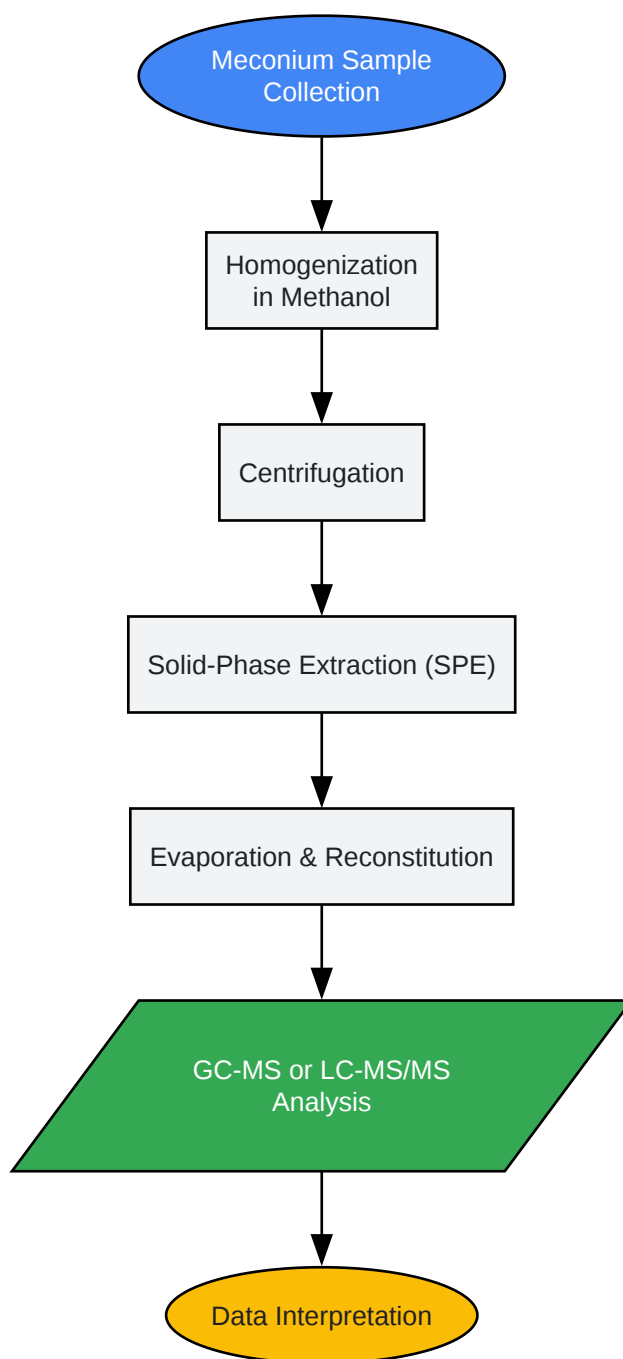 Meconium Sample
Collection
Homogenization
in Methanol
Centrifugation
Solid-Phase Extraction (SPE)
Evaporation & Reconstitution
GC-MS or LC-MS/MS
Analysis
Data Interpretation